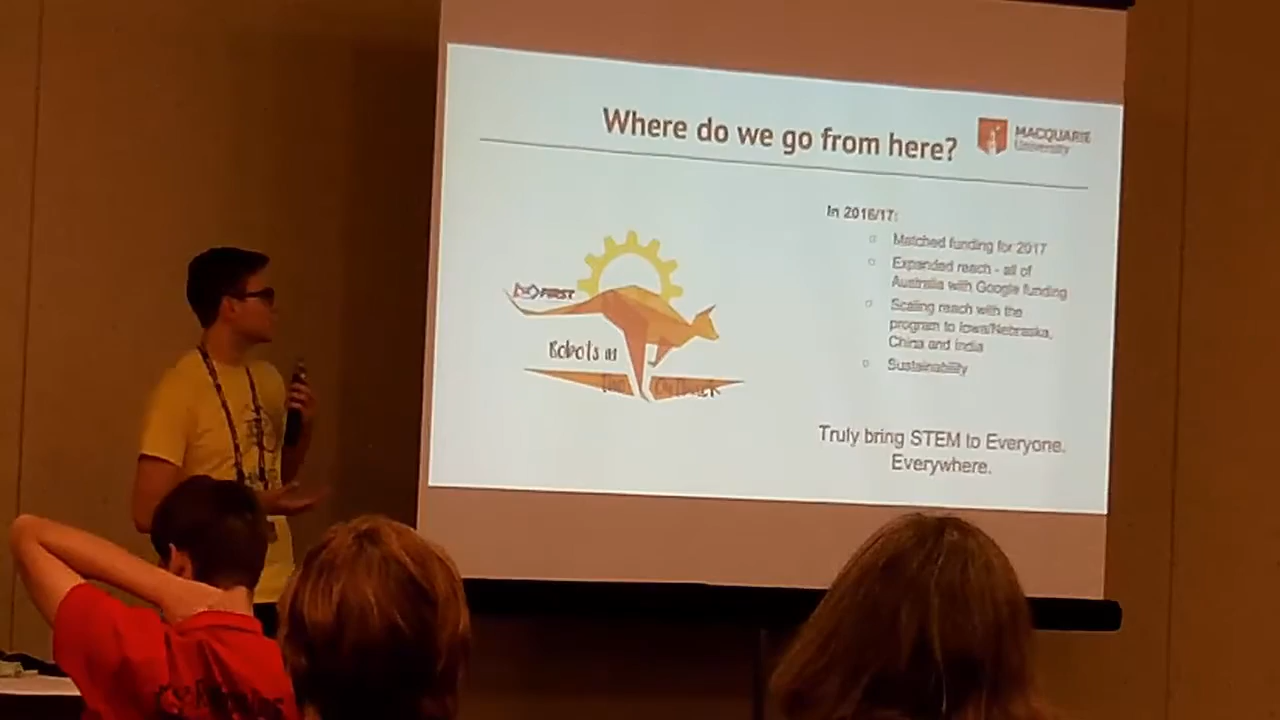 Where do we go from here?
MACQUARIE
University
In 2016/17:
Matched funding for 2017
Expanded reach - all of
Australia with Google funding
Scaling reach with the
program to Iowa/Nebraska,
China and India
Sustainability
FIRST
Robots in
Truly bring STEM to Everyone.
Everywhere.